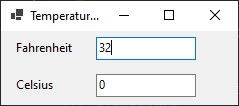 Temperatur...
Fahrenheit 32
Celsius 0